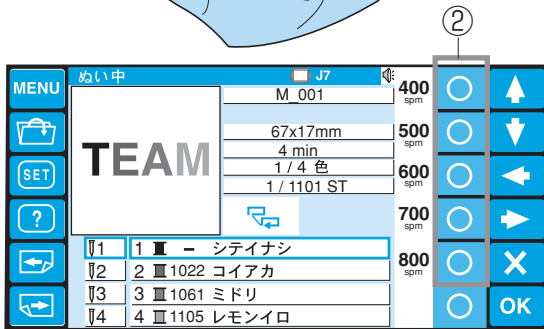 ②
MENU
ぬい中 J7
M_001
67x17mm
4 min
1 / 4 色
1 / 1101 ST
TEAM
400 spm
500 spm
600 spm
700 spm
800 spm
SET
?
1 1 – シテイナシ
2 2 1022 コイアカ
3 3 1061 ミドリ
4 4 1105 レモンイロ
X
OK